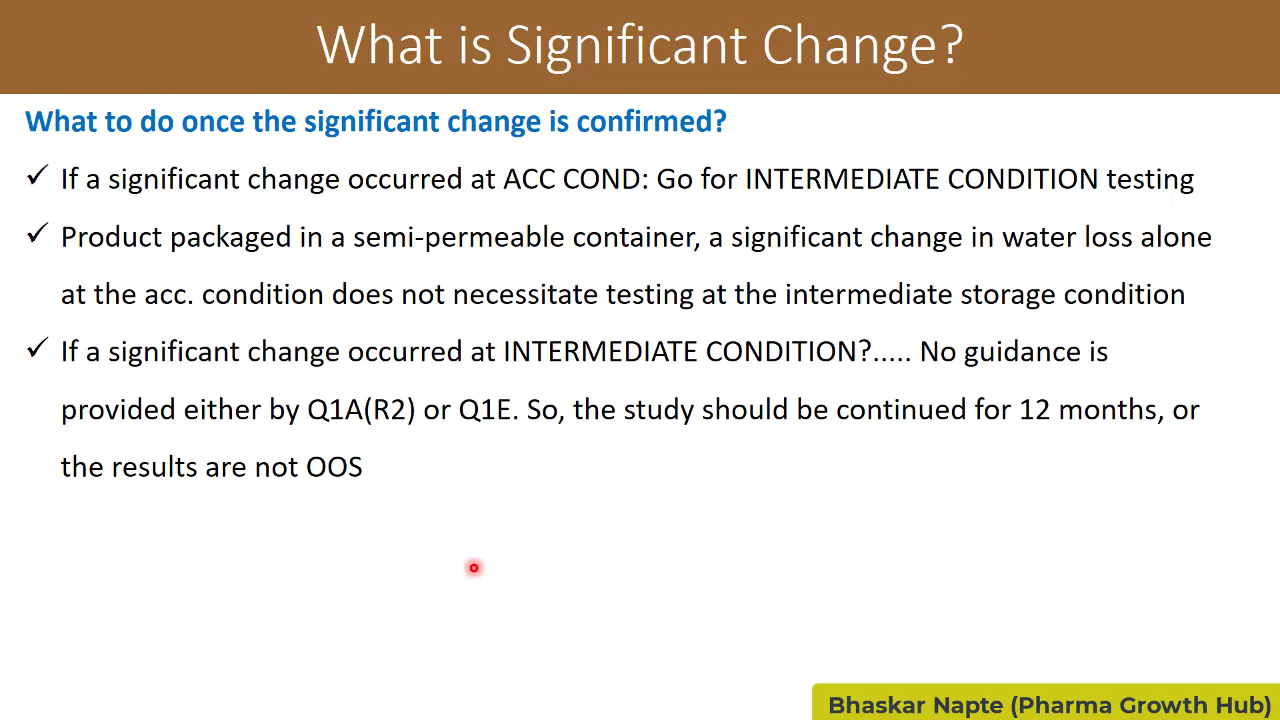 What is Significant Change?
What to do once the significant change is confirmed?
✓ If a significant change occurred at ACC COND: Go for INTERMEDIATE CONDITION testing
✓ Product packaged in a semi-permeable container, a significant change in water loss alone
at the acc. condition does not necessitate testing at the intermediate storage condition
✓ If a significant change occurred at INTERMEDIATE CONDITION?..... No guidance is
provided either by Q1A(R2) or Q1E. So, the study should be continued for 12 months, or
the results are not OOS
Bhaskar Napte (Pharma Growth Hub)